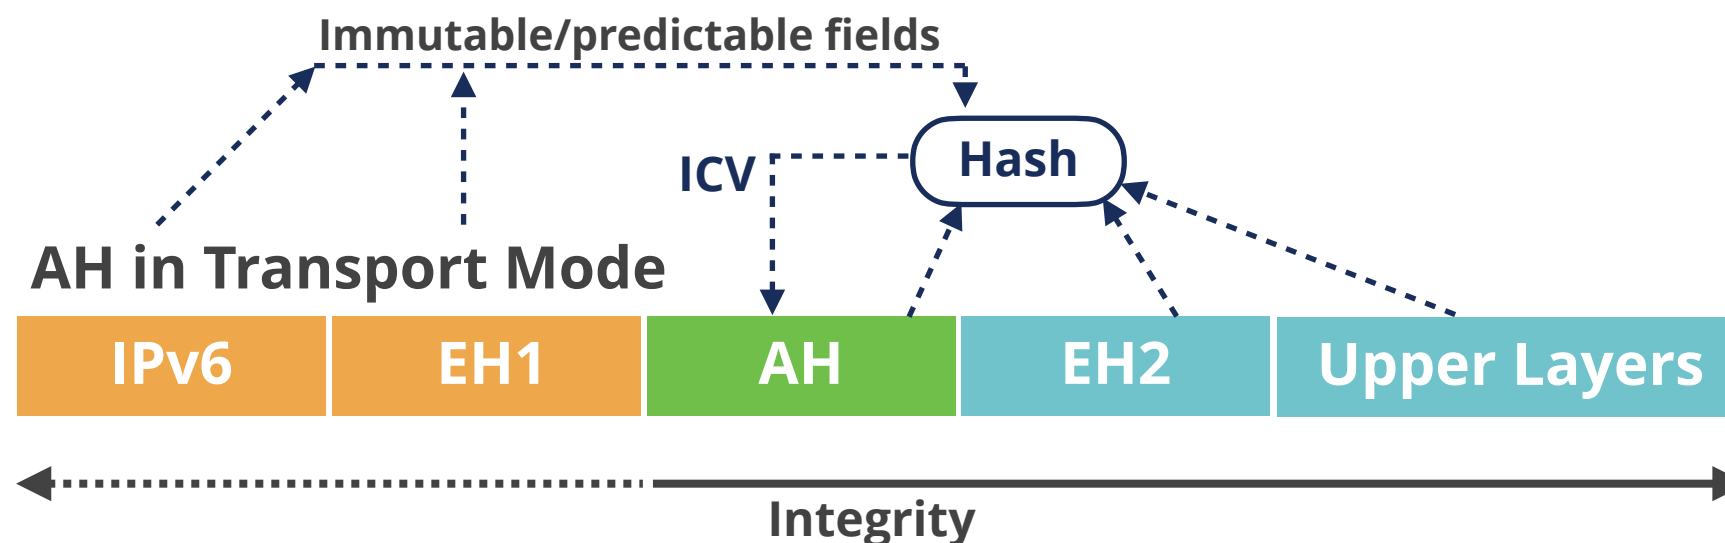 Immutable/predictable fields
Hash
ICV
AH in Transport Mode
IPv6 EH1 AH EH2 Upper Layers
Integrity